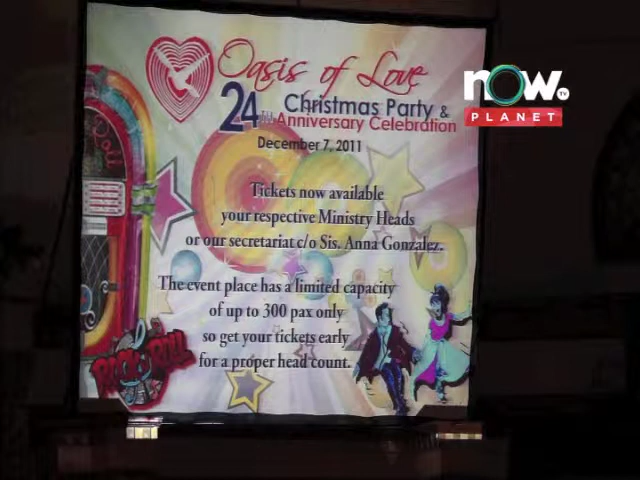 Oasis of Love
24TH Christmas Party &
Anniversary Celebration
December 7, 2011
Tickets now available
your respective Ministry Heads
or our secretariat c/o Sis. Anna Gonzalez.
The event place has a limited capacity
of up to 300 pax only
so get your tickets early
for a proper head count.
ROCK N ROLL
now TV
PLANET